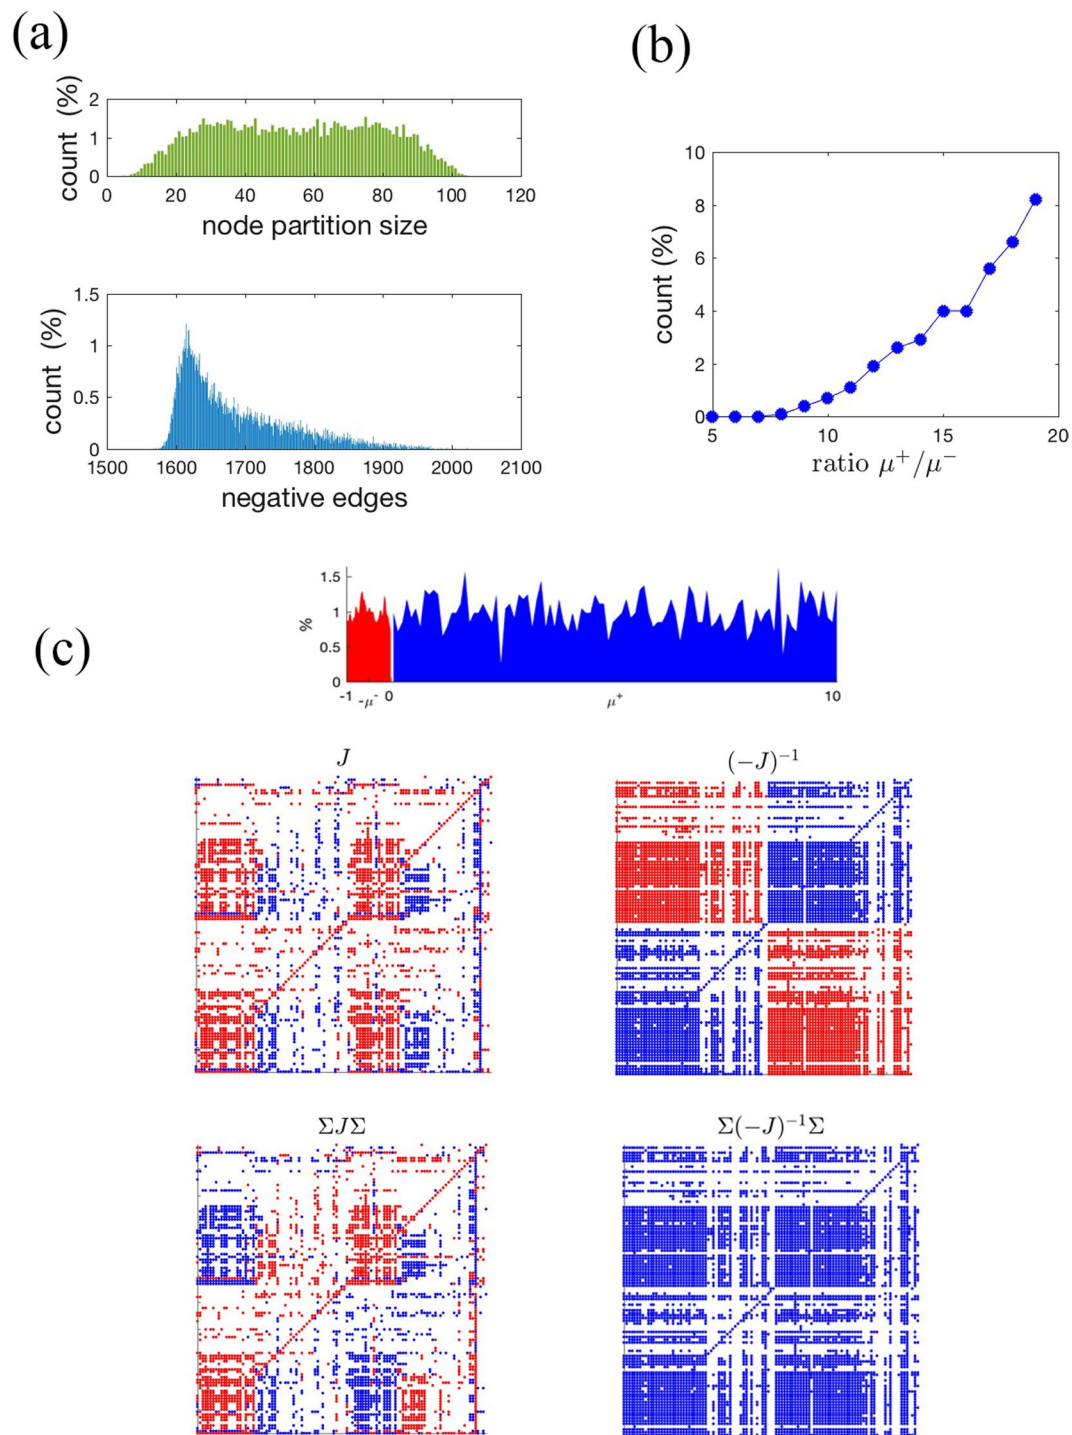 (a)
(b)
count (%)
2
1
0
0 20 40 60 80 100 120
node partition size
count (%)
1.5
1
0.5
0
1500 1600 1700 1800 1900 2000 2100
negative edges
count (%)
10
8
6
4
2
0
5 10 15 20
ratio μ⁺/μ⁻
(c)
%
1.5
1
0.5
0
-1 -μ⁻ 0 μ⁺ 10
J
(−J)⁻¹
ΣJΣ
Σ(−J)⁻¹Σ